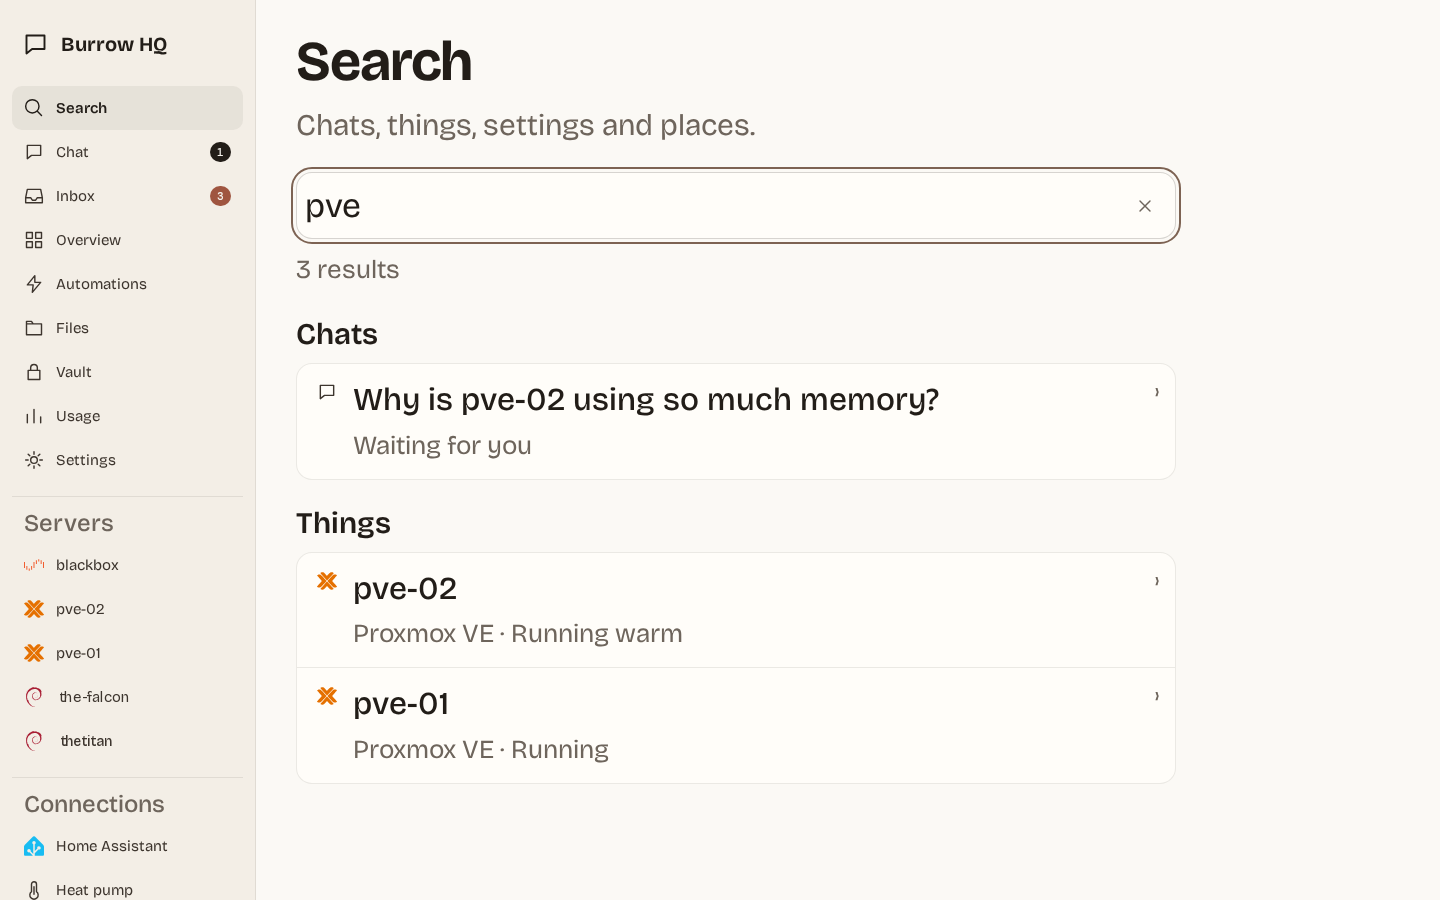 Burrow HQ
Search
Chat 1
Inbox 3
Overview
Automations
Files
Vault
Usage
Settings
Servers
blackbox
pve-02
pve-01
the-falcon
thetitan
Connections
Home Assistant
Heat pump
Search
Chats, things, settings and places.
pve
3 results
Chats
Why is pve-02 using so much memory?
Waiting for you
Things
pve-02
Proxmox VE · Running warm
pve-01
Proxmox VE · Running